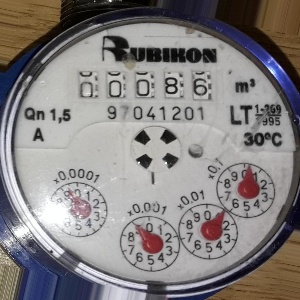 RUBIKON
00086 m³
Qn 1,5 97041201 LT 1-269
1995
A 30°C
x0.0001 x0,001 x0,01 x0,1